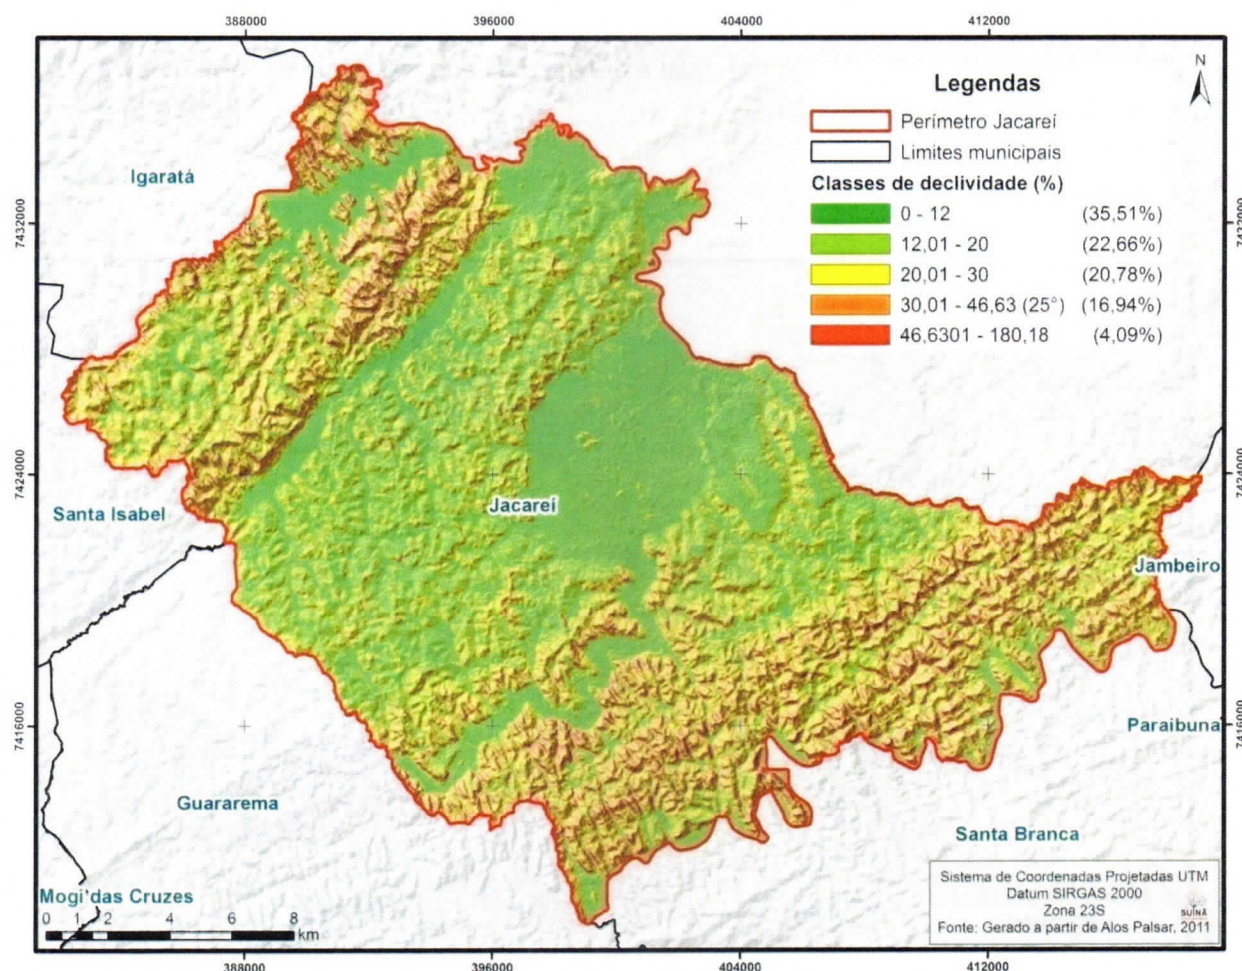 388000
396000
404000
412000
N
Legendas
Perímetro Jacareí
Limites municipais
Classes de declividade (%)
0 - 12 (35,51%)
12,01 - 20 (22,66%)
20,01 - 30 (20,78%)
30,01 - 46,63 (25°) (16,94%)
46,6301 - 180,18 (4,09%)
Igaratá
7432000
7432000
7424000
7424000
Jacareí
Santa Isabel
Jambeiro
7416000
7416000
Paraibuna
Guararema
Santa Branca
Mogi das Cruzes
0 1 2 4 6 8
km
Sistema de Coordenadas Projetadas UTM
Datum SIRGAS 2000
Zona 23S
Fonte: Gerado a partir de Alos Palsar, 2011
SUINÃ
388000
396000
404000
412000